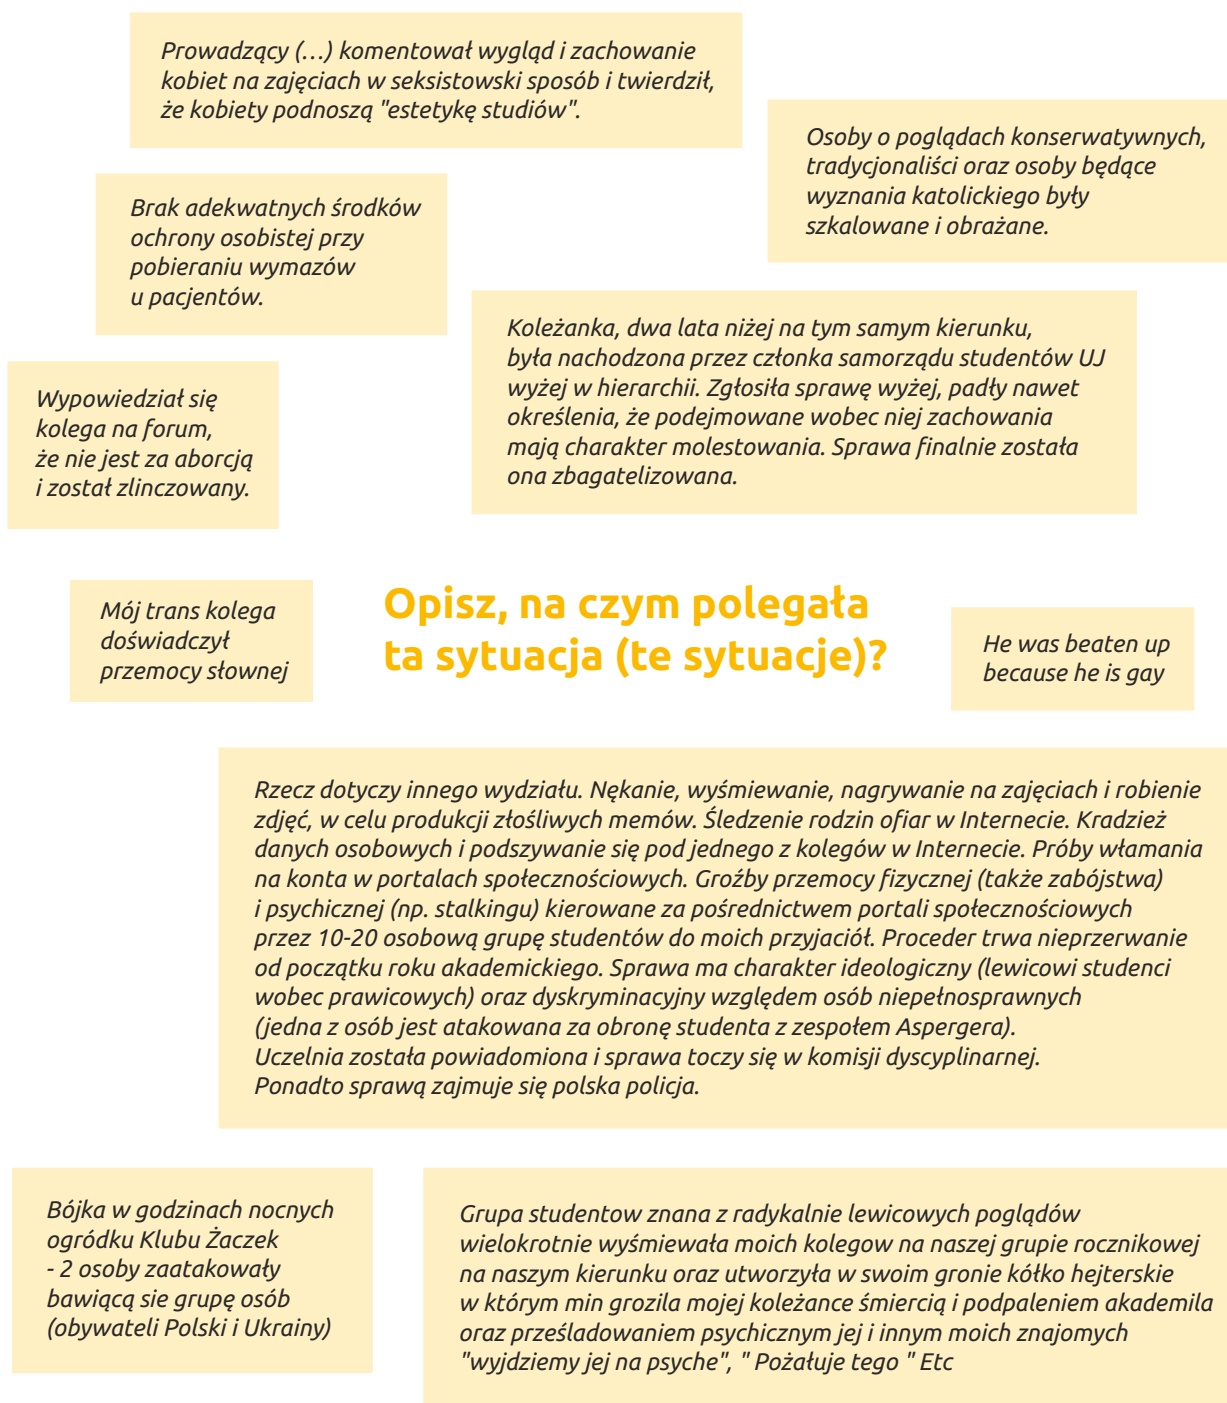 Prowadzący (…) komentował wygląd i zachowanie
kobiet na zajęciach w seksistowski sposób i twierdził,
że kobiety podnoszą "estetykę studiów".
Osoby o poglądach konserwatywnych,
tradycjonaliści oraz osoby będące
wyznania katolickiego były
szkalowane i obrażane.
Brak adekwatnych środków
ochrony osobistej przy
pobieraniu wymazów
u pacjentów.
Koleżanka, dwa lata niżej na tym samym kierunku,
była nachodzona przez członka samorządu studentów UJ
wyżej w hierarchii. Zgłosiła sprawę wyżej, padły nawet
określenia, że podejmowane wobec niej zachowania
mają charakter molestowania. Sprawa finalnie została
ona zbagatelizowana.
Wypowiedział się
kolega na forum,
że nie jest za aborcją
i został zlinczowany.
Mój trans kolega
doświadczył
przemocy słownej
Opisz, na czym polegała
ta sytuacja (te sytuacje)?
He was beaten up
because he is gay
Rzecz dotyczy innego wydziału. Nękanie, wyśmiewanie, nagrywanie na zajęciach i robienie
zdjęć, w celu produkcji złośliwych memów. Śledzenie rodzin ofiar w Internecie. Kradzież
danych osobowych i podszywanie się pod jednego z kolegów w Internecie. Próby włamania
na konta w portalach społecznościowych. Groźby przemocy fizycznej (także zabójstwa)
i psychicznej (np. stalkingu) kierowane za pośrednictwem portali społecznościowych
przez 10-20 osobową grupę studentów do moich przyjaciół. Proceder trwa nieprzerwanie
od początku roku akademickiego. Sprawa ma charakter ideologiczny (lewicowi studenci
wobec prawicowych) oraz dyskryminacyjny względem osób niepełnosprawnych
(jedna z osób jest atakowana za obronę studenta z zespołem Aspergera).
Uczelnia została powiadomiona i sprawa toczy się w komisji dyscyplinarnej.
Ponadto sprawą zajmuje się polska policja.
Bójka w godzinach nocnych
ogródku Klubu Żaczek
- 2 osoby zaatakowały
bawiącą sie grupę osób
(obywateli Polski i Ukrainy)
Grupa studentow znana z radykalnie lewicowych poglądów
wielokrotnie wyśmiewała moich kolegow na naszej grupie rocznikowej
na naszym kierunku oraz utworzyła w swoim gronie kółko hejterskie
w którym min grozila mojej koleżance śmiercią i podpaleniem akademila
oraz prześladowaniem psychicznym jej i innym moich znajomych
"wyjdziemy jej na psyche", " Pożałuje tego " Etc